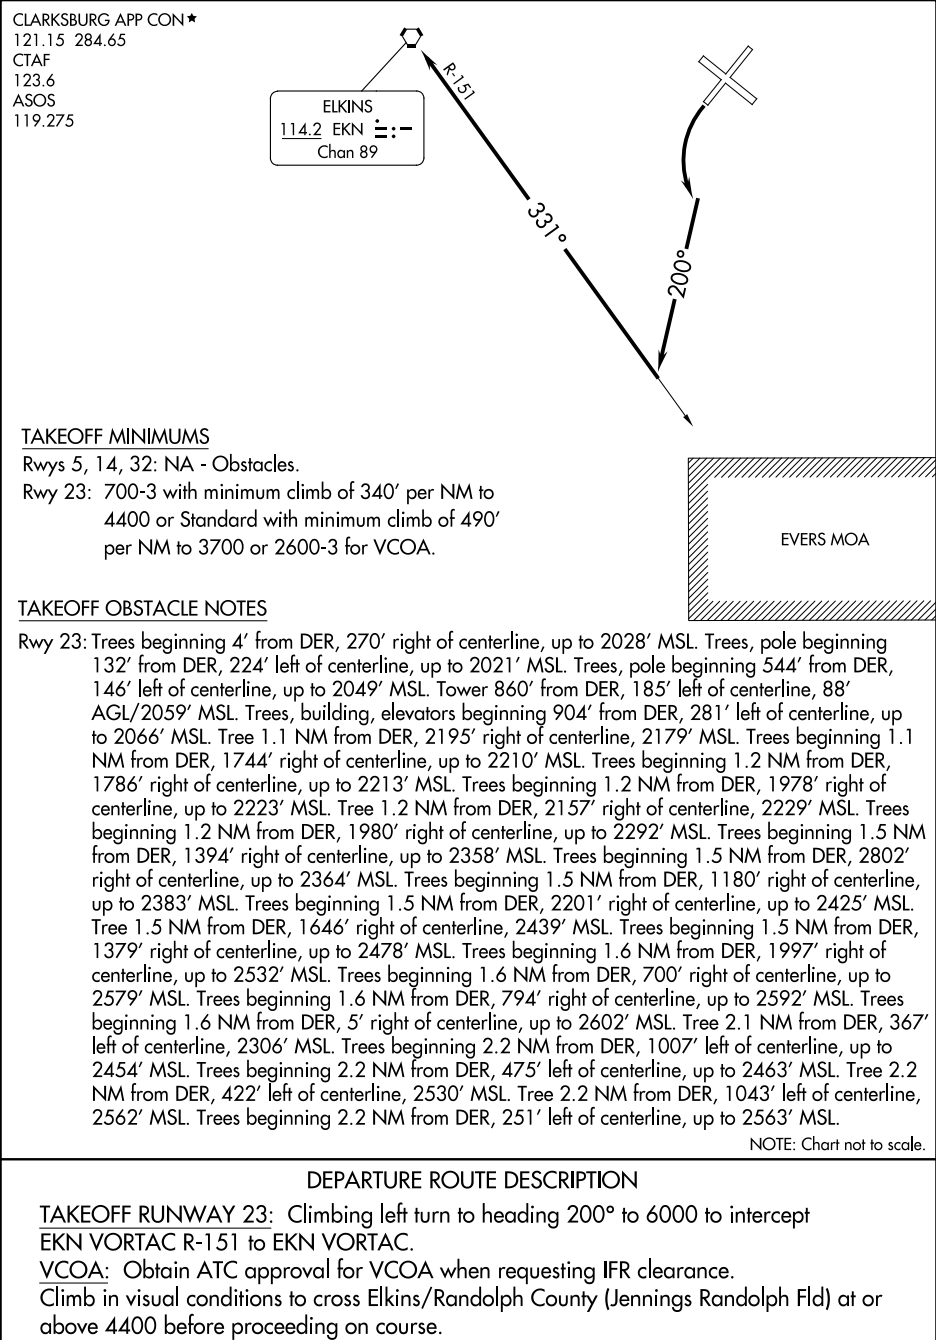 CLARKSBURG APP CON★
121.15 284.65
CTAF
123.6
ASOS
119.275
R-151
ELKINS
114.2 EKN
Chan 89
331°
200°
TAKEOFF MINIMUMS
Rwys 5, 14, 32: NA - Obstacles.
Rwy 23: 700-3 with minimum climb of 340' per NM to
4400 or Standard with minimum climb of 490'
per NM to 3700 or 2600-3 for VCOA.
EVERS MOA
TAKEOFF OBSTACLE NOTES
Rwy 23: Trees beginning 4' from DER, 270' right of centerline, up to 2028' MSL. Trees, pole beginning
132' from DER, 224' left of centerline, up to 2021' MSL. Trees, pole beginning 544' from DER,
146' left of centerline, up to 2049' MSL. Tower 860' from DER, 185' left of centerline, 88'
AGL/2059' MSL. Trees, building, elevators beginning 904' from DER, 281' left of centerline, up
to 2066' MSL. Tree 1.1 NM from DER, 2195' right of centerline, 2179' MSL. Trees beginning 1.1
NM from DER, 1744' right of centerline, up to 2210' MSL. Trees beginning 1.2 NM from DER,
1786' right of centerline, up to 2213' MSL. Trees beginning 1.2 NM from DER, 1978' right of
centerline, up to 2223' MSL. Tree 1.2 NM from DER, 2157' right of centerline, 2229' MSL. Trees
beginning 1.2 NM from DER, 1980' right of centerline, up to 2292' MSL. Trees beginning 1.5 NM
from DER, 1394' right of centerline, up to 2358' MSL. Trees beginning 1.5 NM from DER, 2802'
right of centerline, up to 2364' MSL. Trees beginning 1.5 NM from DER, 1180' right of centerline,
up to 2383' MSL. Trees beginning 1.5 NM from DER, 2201' right of centerline, up to 2425' MSL.
Tree 1.5 NM from DER, 1646' right of centerline, 2439' MSL. Trees beginning 1.5 NM from DER,
1379' right of centerline, up to 2478' MSL. Trees beginning 1.6 NM from DER, 1997' right of
centerline, up to 2532' MSL. Trees beginning 1.6 NM from DER, 700' right of centerline, up to
2579' MSL. Trees beginning 1.6 NM from DER, 794' right of centerline, up to 2592' MSL. Trees
beginning 1.6 NM from DER, 5' right of centerline, up to 2602' MSL. Tree 2.1 NM from DER, 367'
left of centerline, 2306' MSL. Trees beginning 2.2 NM from DER, 1007' left of centerline, up to
2454' MSL. Trees beginning 2.2 NM from DER, 475' left of centerline, up to 2463' MSL. Tree 2.2
NM from DER, 422' left of centerline, 2530' MSL. Tree 2.2 NM from DER, 1043' left of centerline,
2562' MSL. Trees beginning 2.2 NM from DER, 251' left of centerline, up to 2563' MSL.
NOTE: Chart not to scale.
DEPARTURE ROUTE DESCRIPTION
TAKEOFF RUNWAY 23: Climbing left turn to heading 200° to 6000 to intercept
EKN VORTAC R-151 to EKN VORTAC.
VCOA: Obtain ATC approval for VCOA when requesting IFR clearance.
Climb in visual conditions to cross Elkins/Randolph County (Jennings Randolph Fld) at or
above 4400 before proceeding on course.